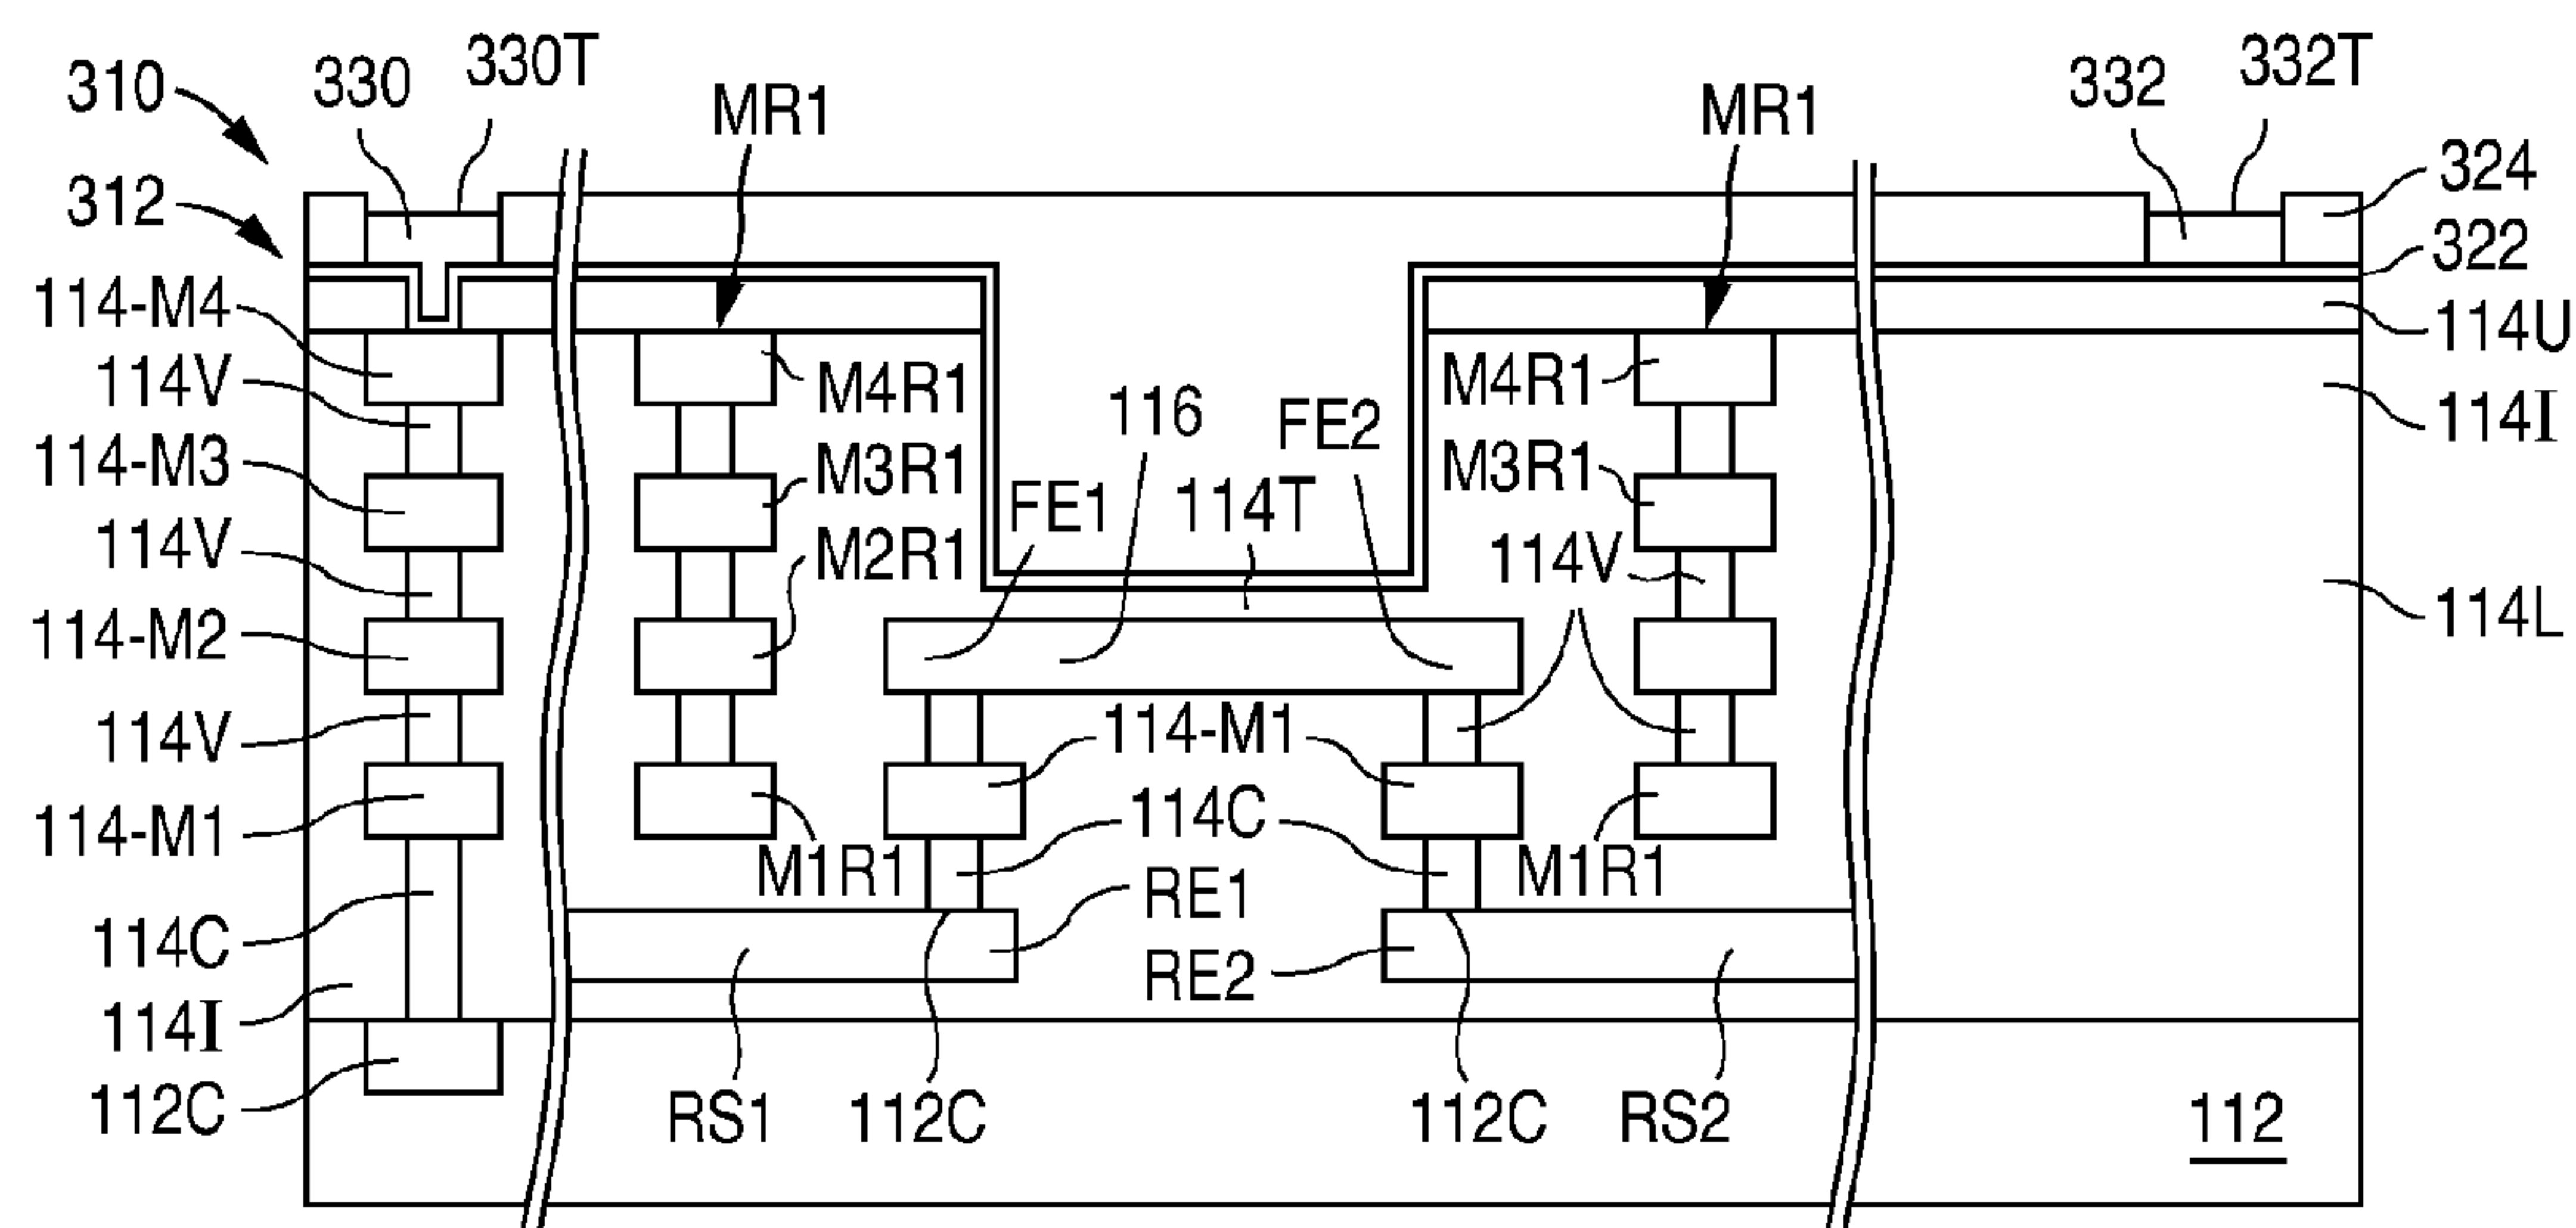 310
330
330T
MR1
MR1
332
332T
324
312
322
114-M4
114U
114V
M4R1
116
FE2
M4R1
114I
114-M3
M3R1
FE1
114T
M3R1
114V
M2R1
114V
114-M2
114L
114V
114-M1
114-M1
114C
M1R1
M1R1
RE1
114C
RE2
114I
112C
RS1
112C
112C
RS2
112